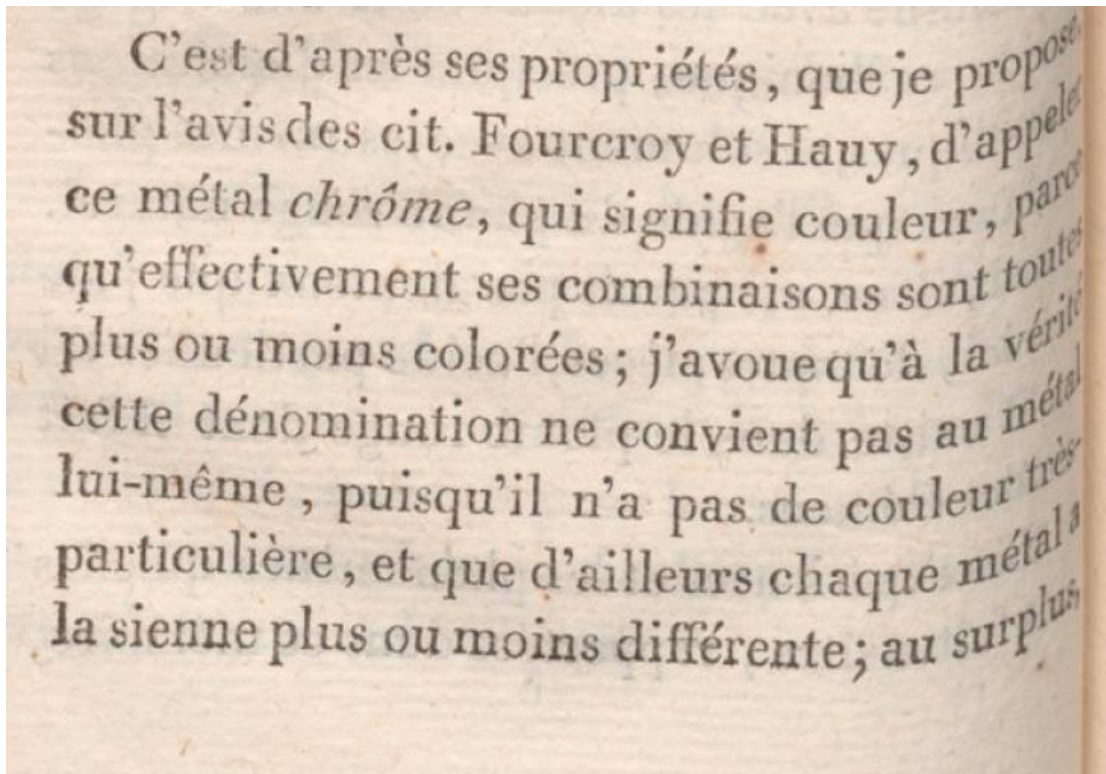 C'est d'après ses propriétés, que je propose,
sur l'avis des cit. Fourcroy et Hauy, d'appeler
ce métal chrôme, qui signifie couleur, parce
qu'effectivement ses combinaisons sont toutes
plus ou moins colorées; j'avoue qu'à la vérité
cette dénomination ne convient pas au métal
lui-même, puisqu'il n'a pas de couleur très-
particulière, et que d'ailleurs chaque métal a
la sienne plus ou moins différente; au surplus,